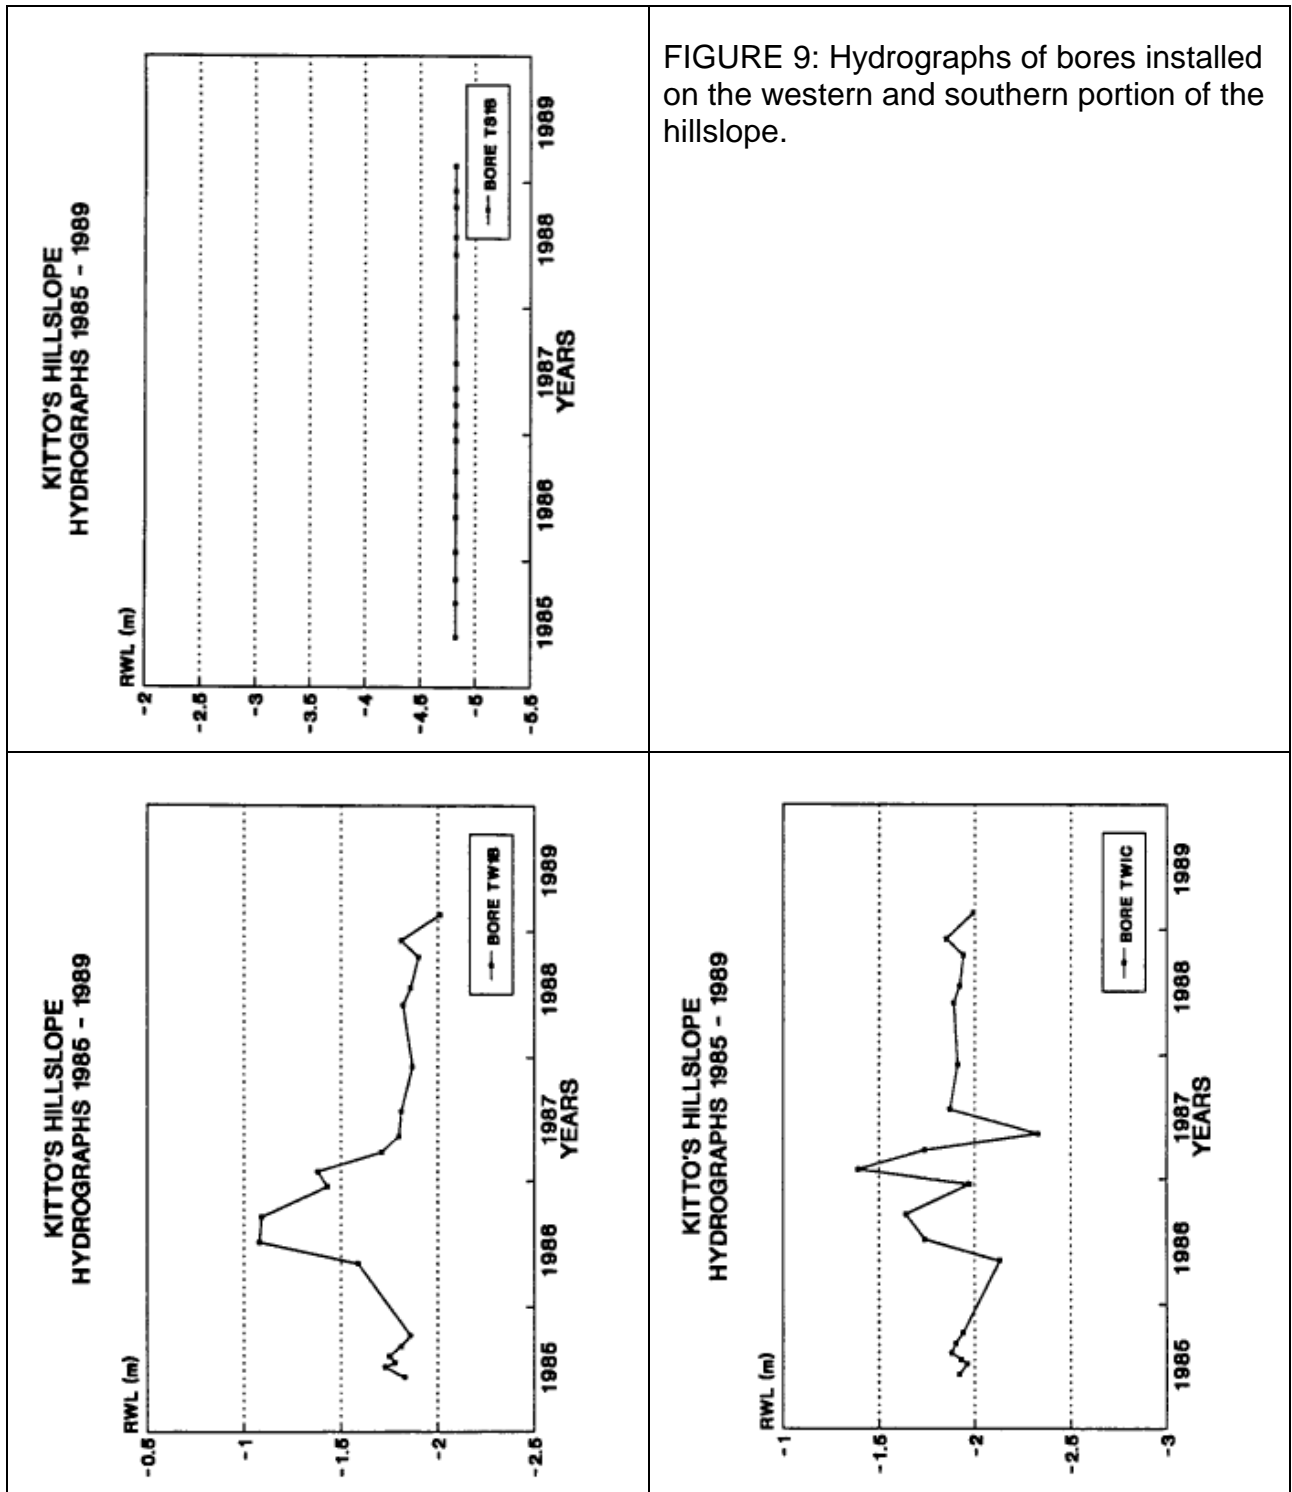 KITTO'S HILLSLOPE
HYDROGRAPHS 1985 - 1989
RWL (m)
-2
-2.5
-3
-3.5
-4
-4.5
-5
-5.5
BORE TS1B
1985
1986
1987
1988
1989
YEARS
FIGURE 9: Hydrographs of bores installed
on the western and southern portion of the
hillslope.
KITTO'S HILLSLOPE
HYDROGRAPHS 1985 - 1989
RWL (m)
-0.5
-1
-1.5
-2
-2.5
BORE TW1B
1985
1986
1987
1988
1989
YEARS
KITTO'S HILLSLOPE
HYDROGRAPHS 1985 - 1989
RWL (m)
-1
-1.5
-2
-2.5
-3
BORE TW1C
1985
1986
1987
1988
1989
YEARS